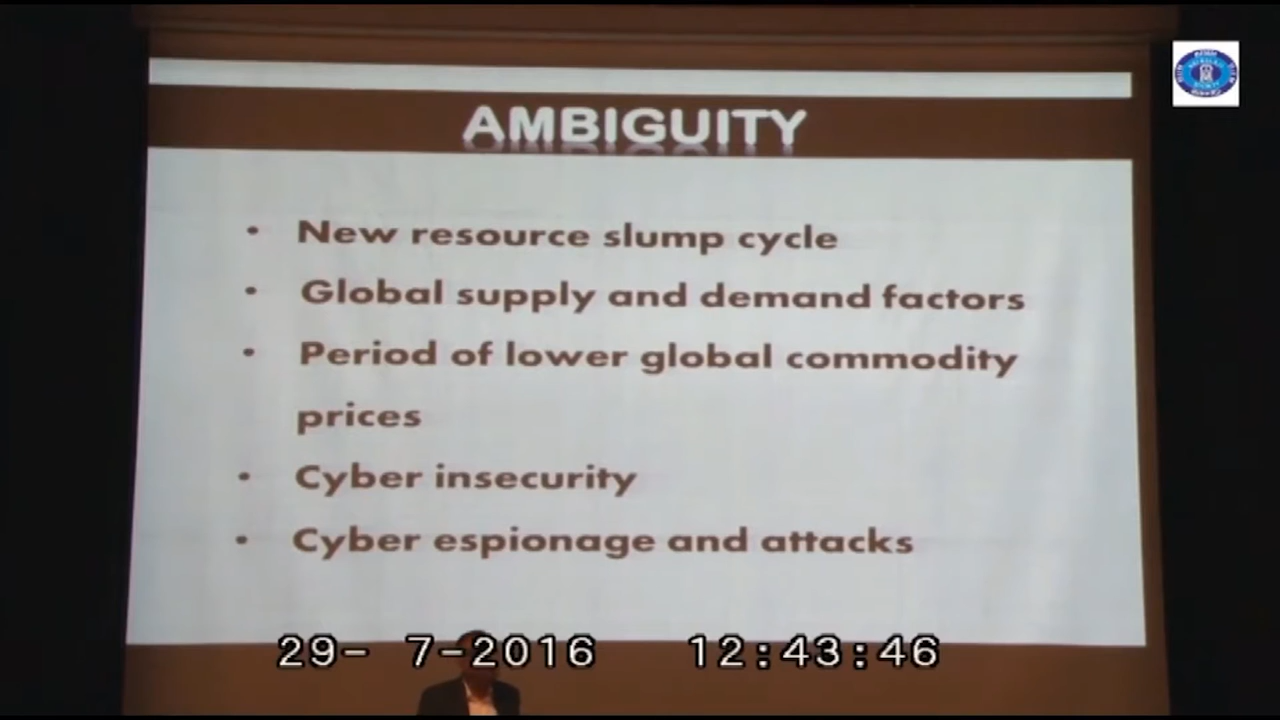 AMBIGUITY
• New resource slump cycle
• Global supply and demand factors
• Period of lower global commodity
prices
• Cyber insecurity
• Cyber espionage and attacks
29- 7-2016 12:43:46